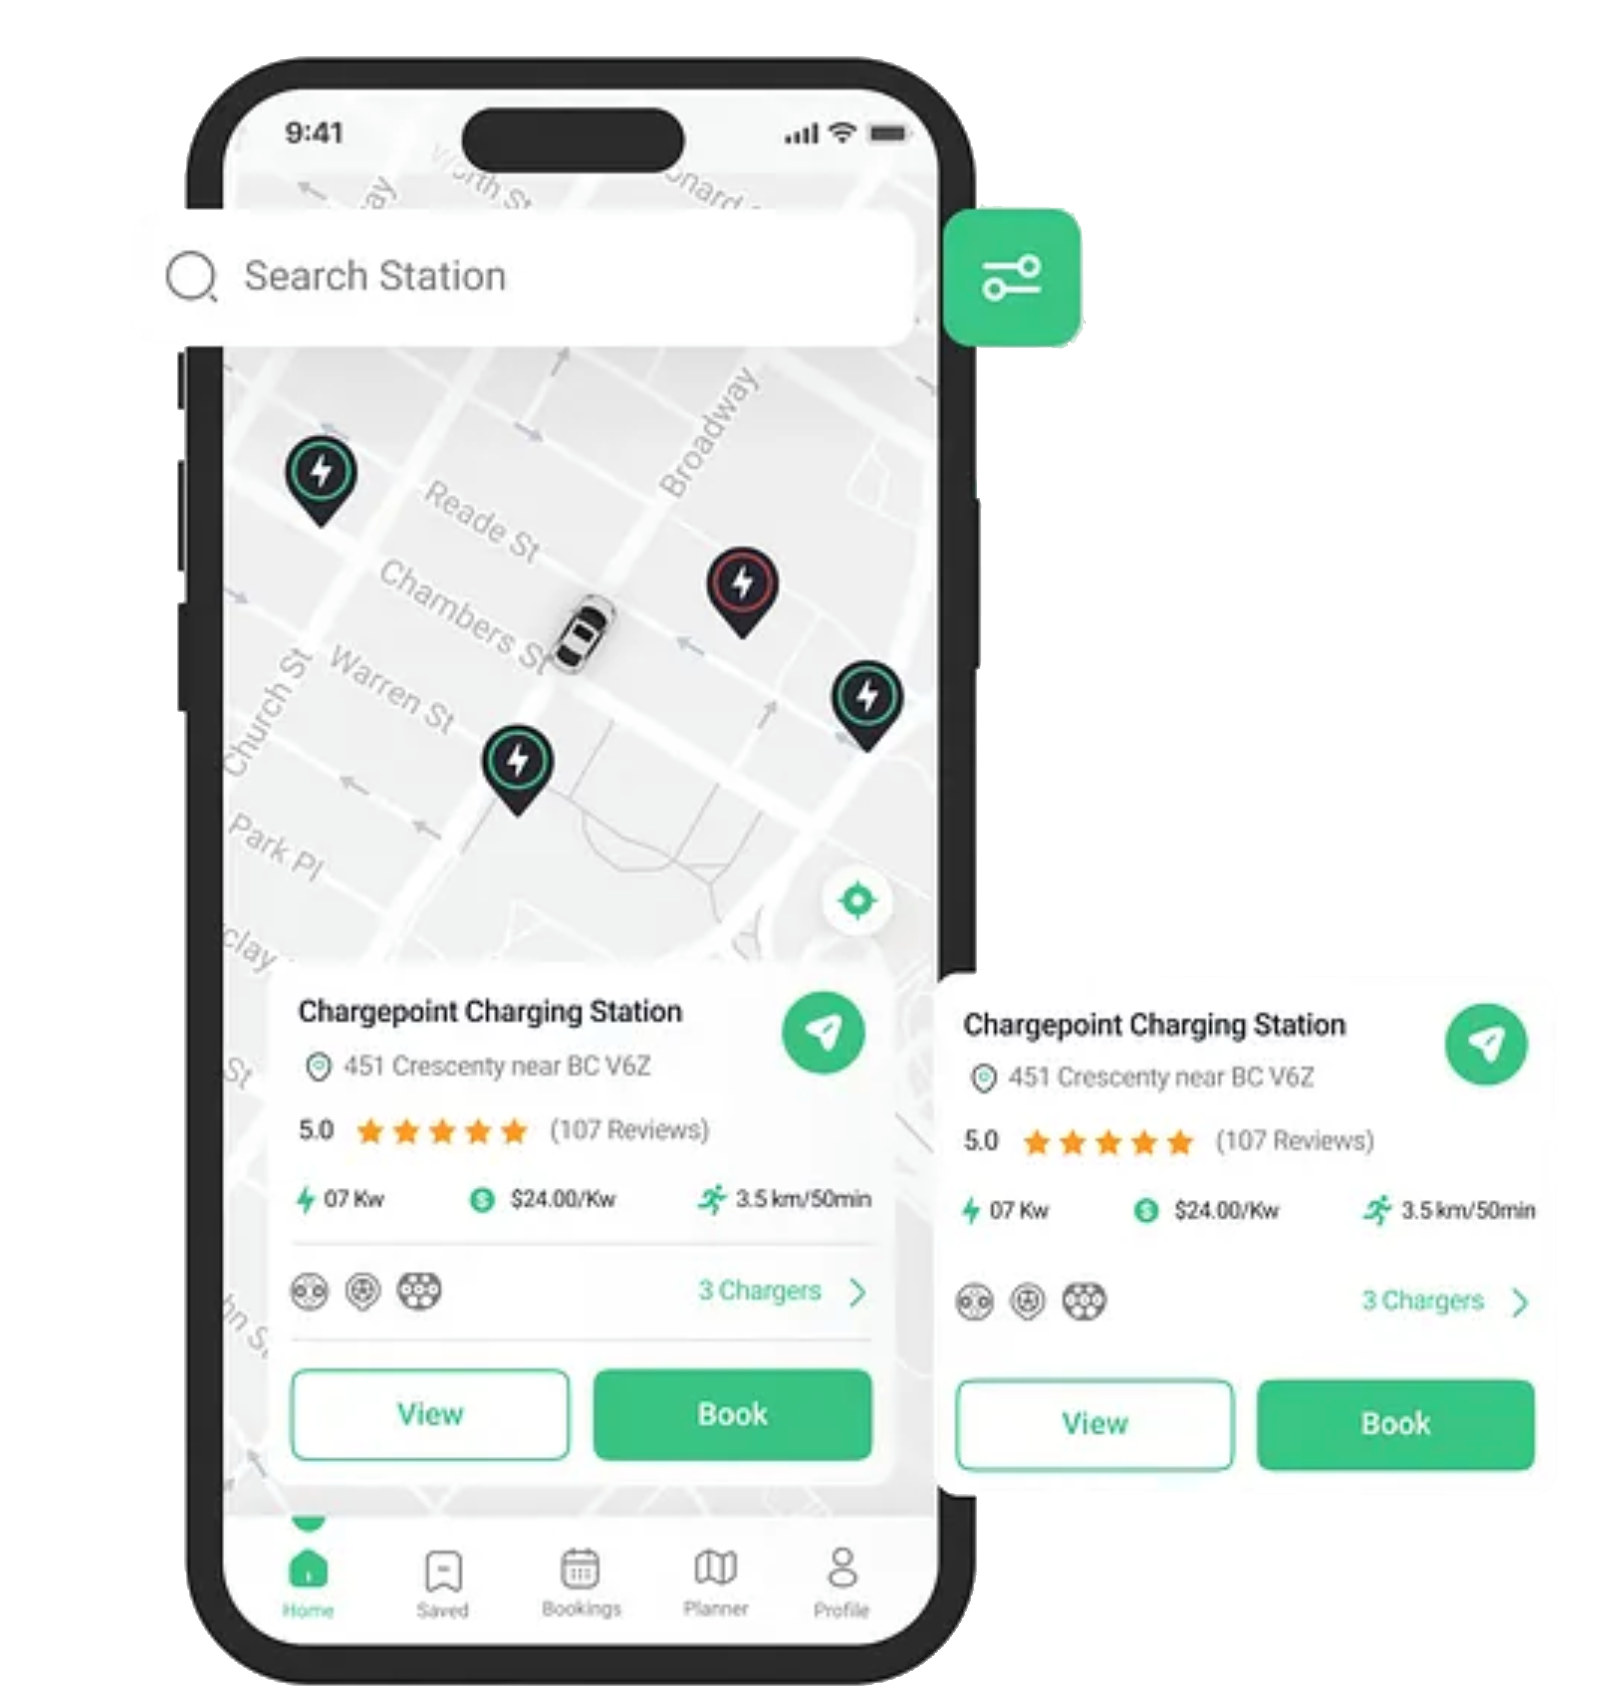 9:41
Worth St
Search Station
Broadway
Reade St
Chambers St
Warren St
Church St
Park Pl
Chargepoint Charging Station
451 Crescenty near BC V6Z
5.0 (107 Reviews)
07 Kw $24.00/Kw 3.5 km/50min
3 Chargers
View Book
Chargepoint Charging Station
451 Crescenty near BC V6Z
5.0 (107 Reviews)
07 Kw $24.00/Kw 3.5 km/50min
3 Chargers
View Book
St
Home Saved Bookings Planner Profile